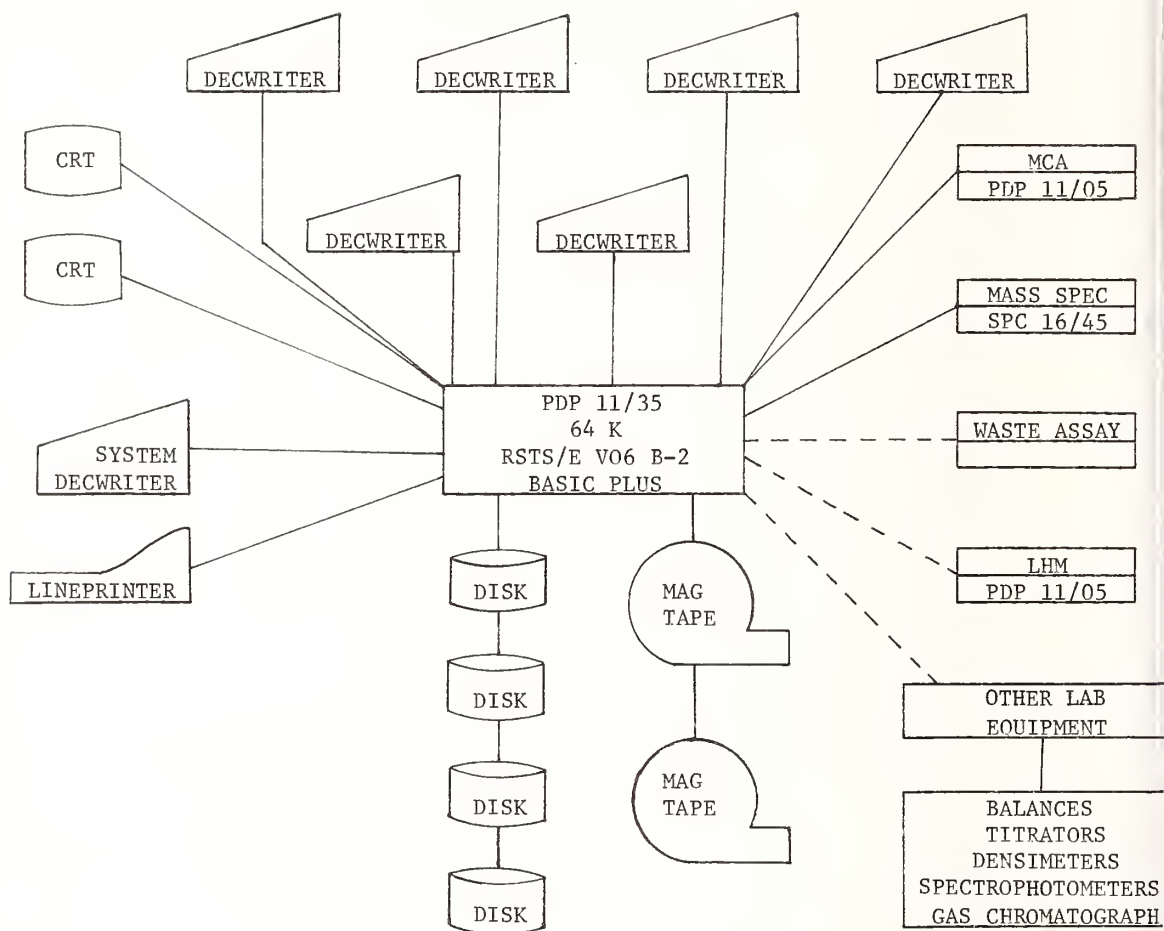 DECWRITER
DECWRITER
DECWRITER
DECWRITER
CRT
MCA
PDP 11/05
DECWRITER
DECWRITER
CRT
MASS SPEC
SPC 16/45
PDP 11/35
64 K
RSTS/E VO6 B-2
BASIC PLUS
WASTE ASSAY
SYSTEM
DECWRITER
LINEPRINTER
DISK
MAG
TAPE
LHM
PDP 11/05
DISK
OTHER LAB
EQUIPMENT
DISK
MAG
TAPE
BALANCES
TITRATORS
DENSIMETERS
SPECTROPHOTOMETERS
GAS CHROMATOGRAPH
DISK